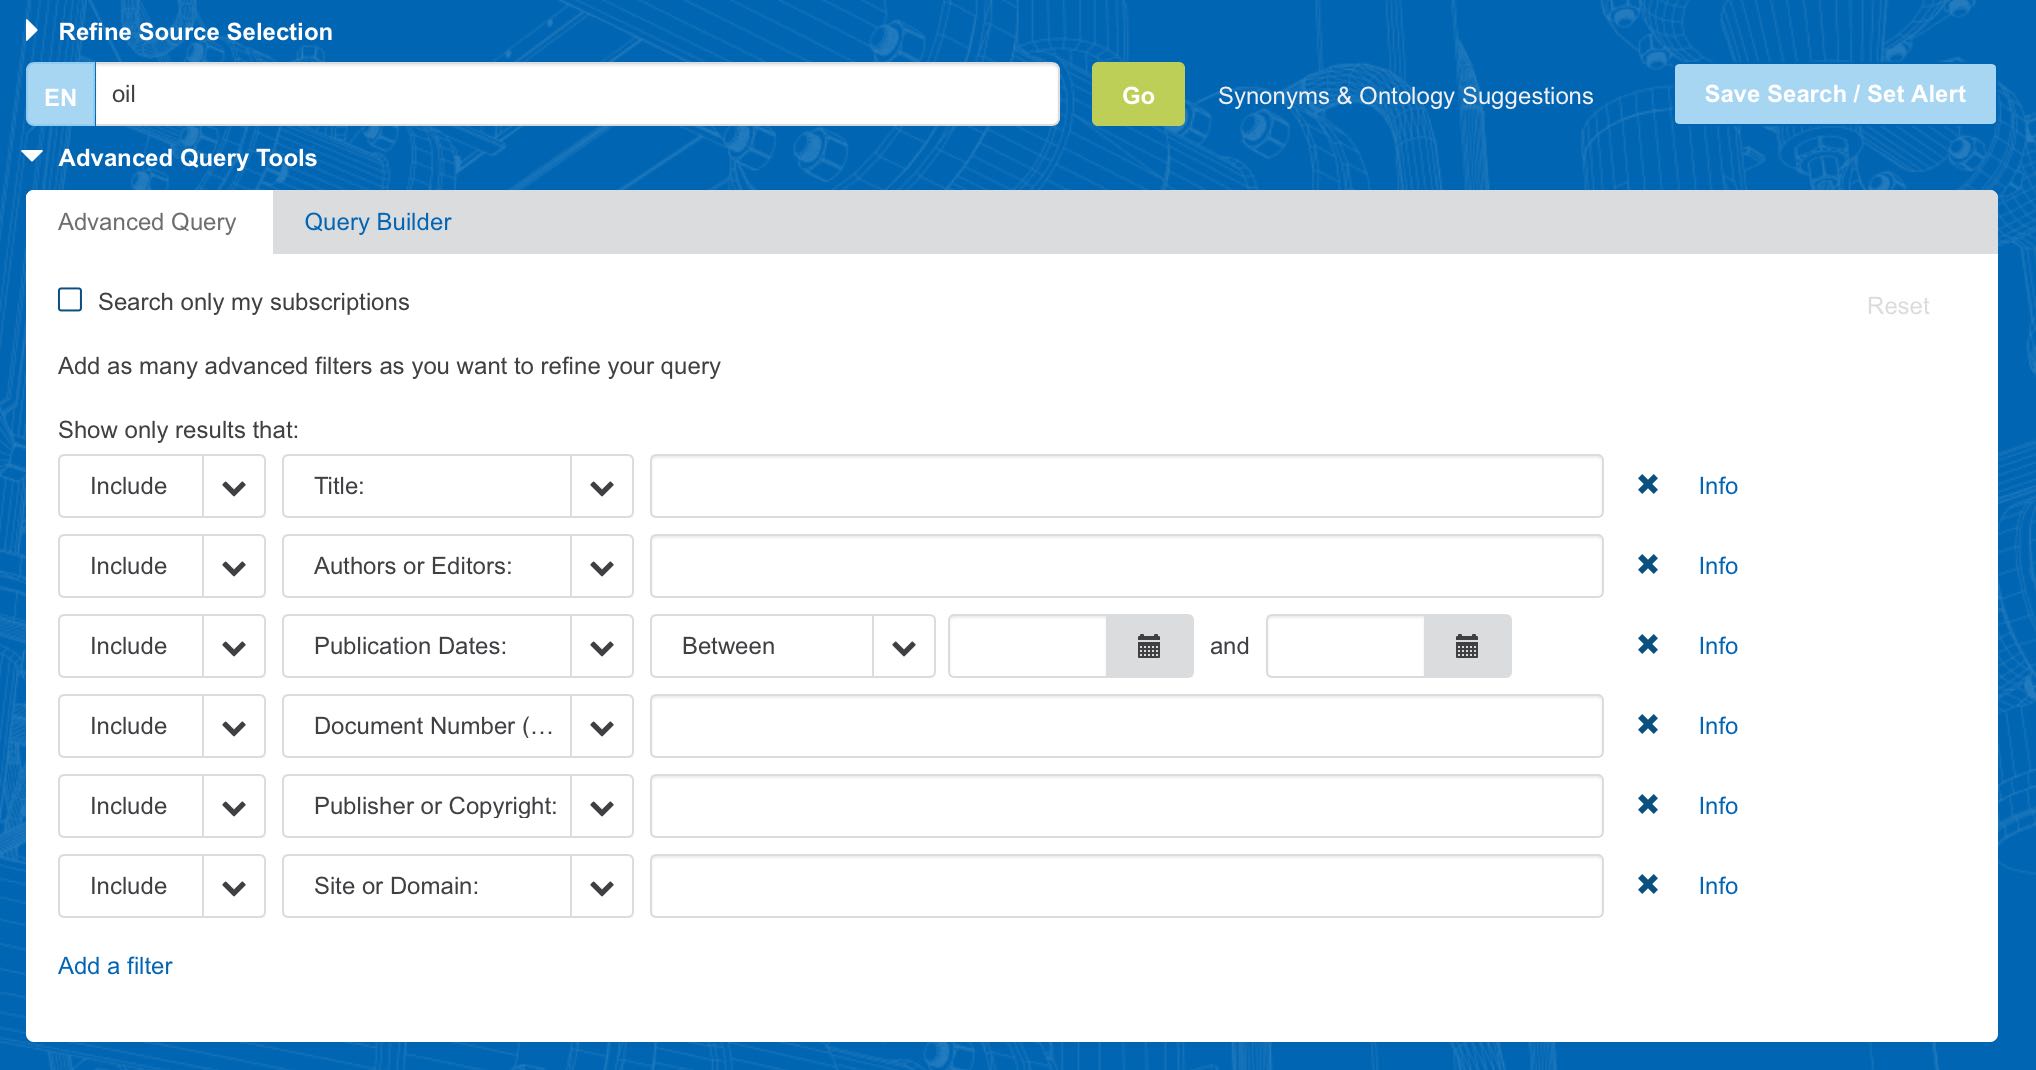 Refine Source Selection
EN oil Go Synonyms & Ontology Suggestions Save Search / Set Alert
Advanced Query Tools
Advanced Query Query Builder
Search only my subscriptions Reset
Add as many advanced filters as you want to refine your query
Show only results that:
Include Title: Info
Include Authors or Editors: Info
Include Publication Dates: Between and Info
Include Document Number (… Info
Include Publisher or Copyright: Info
Include Site or Domain: Info
Add a filter